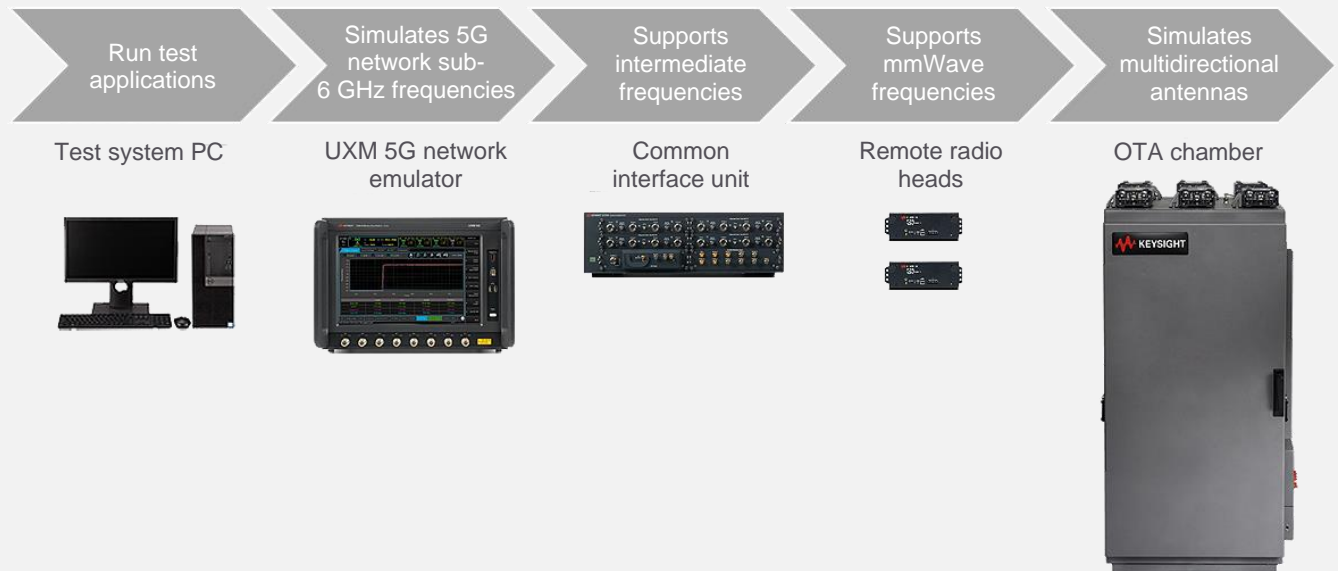 Run test
applications
Simulates 5G
network sub-
6 GHz frequencies
Supports
intermediate
frequencies
Supports
mmWave
frequencies
Simulates
multidirectional
antennas
Test system PC
UXM 5G network
emulator
Common
interface unit
Remote radio
heads
OTA chamber
KEYSIGHT